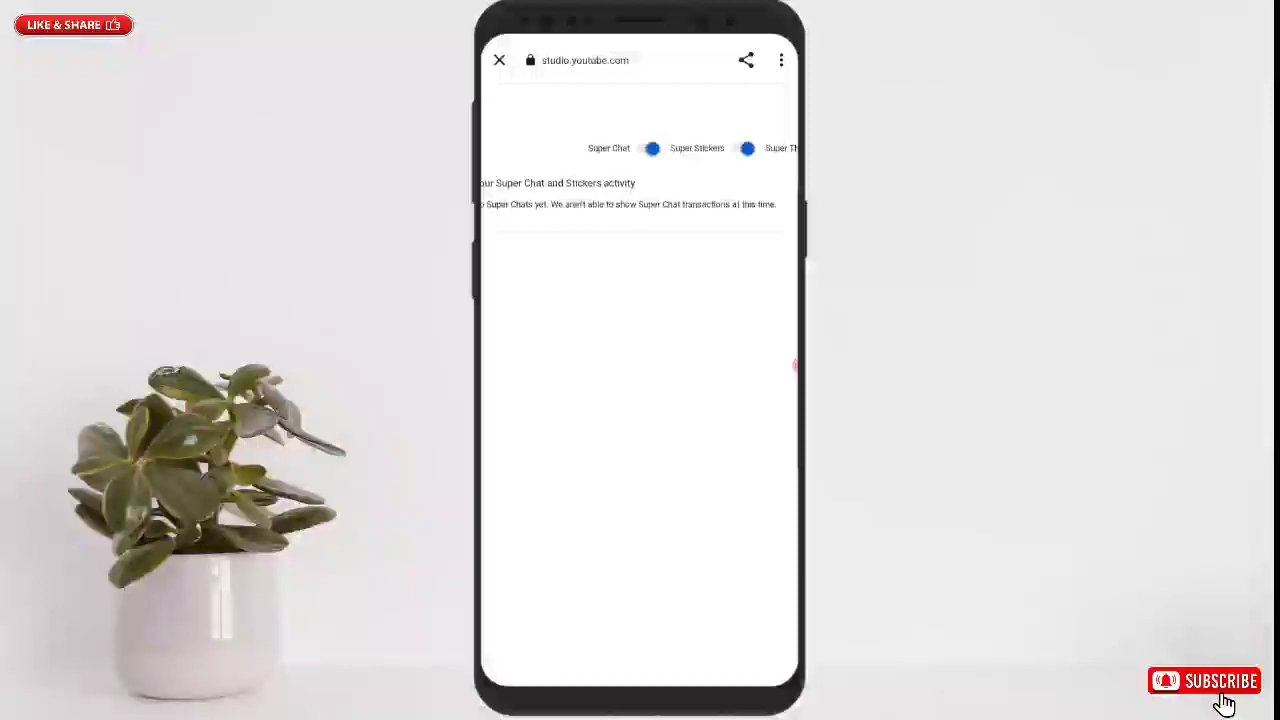 LIKE & SHARE
studio.youtube.com
Super Chat Super Stickers Super Th
our Super Chat and Stickers activity
o Super Chats yet. We aren't able to show Super Chat transactions at this time.
SUBSCRIBE